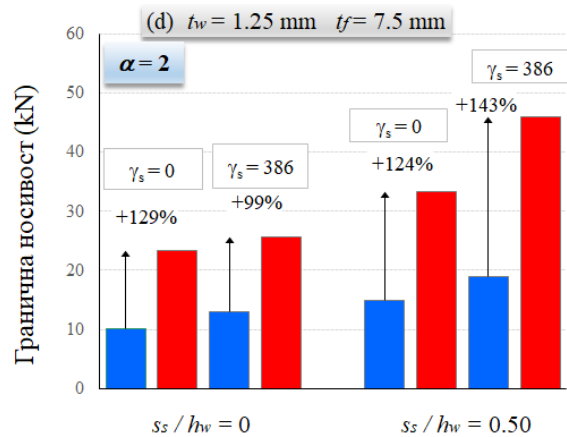 (d) tw = 1.25 mm tf = 7.5 mm
α = 2
Гранична носивост (kN)
60
50
40
30
20
10
0
γs = 0
+129%
γs = 386
+99%
γs = 0
+124%
γs = 386
+143%
ss / hw = 0
ss / hw = 0.50